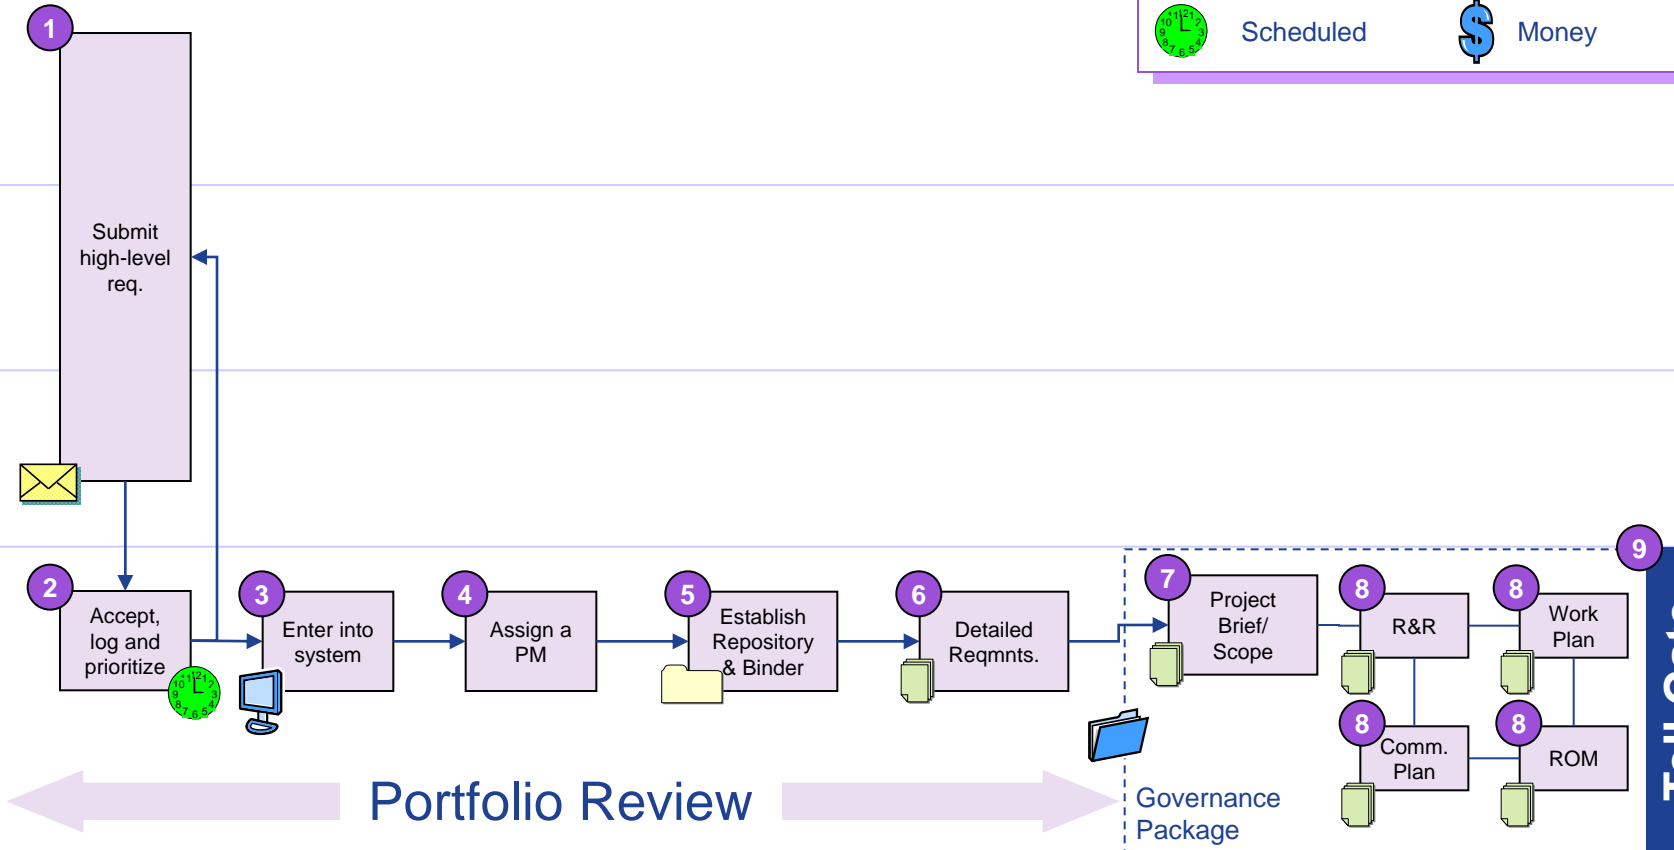 Scheduled
Money
1
Submit
high-level
req.
2
Accept,
log and
prioritize
3
Enter into
system
4
Assign a
PM
5
Establish
Repository
& Binder
6
Detailed
Reqmnts.
7
Project
Brief/
Scope
8
R&R
8
Work
Plan
8
Comm.
Plan
8
ROM
9
Portfolio Review
Governance
Package